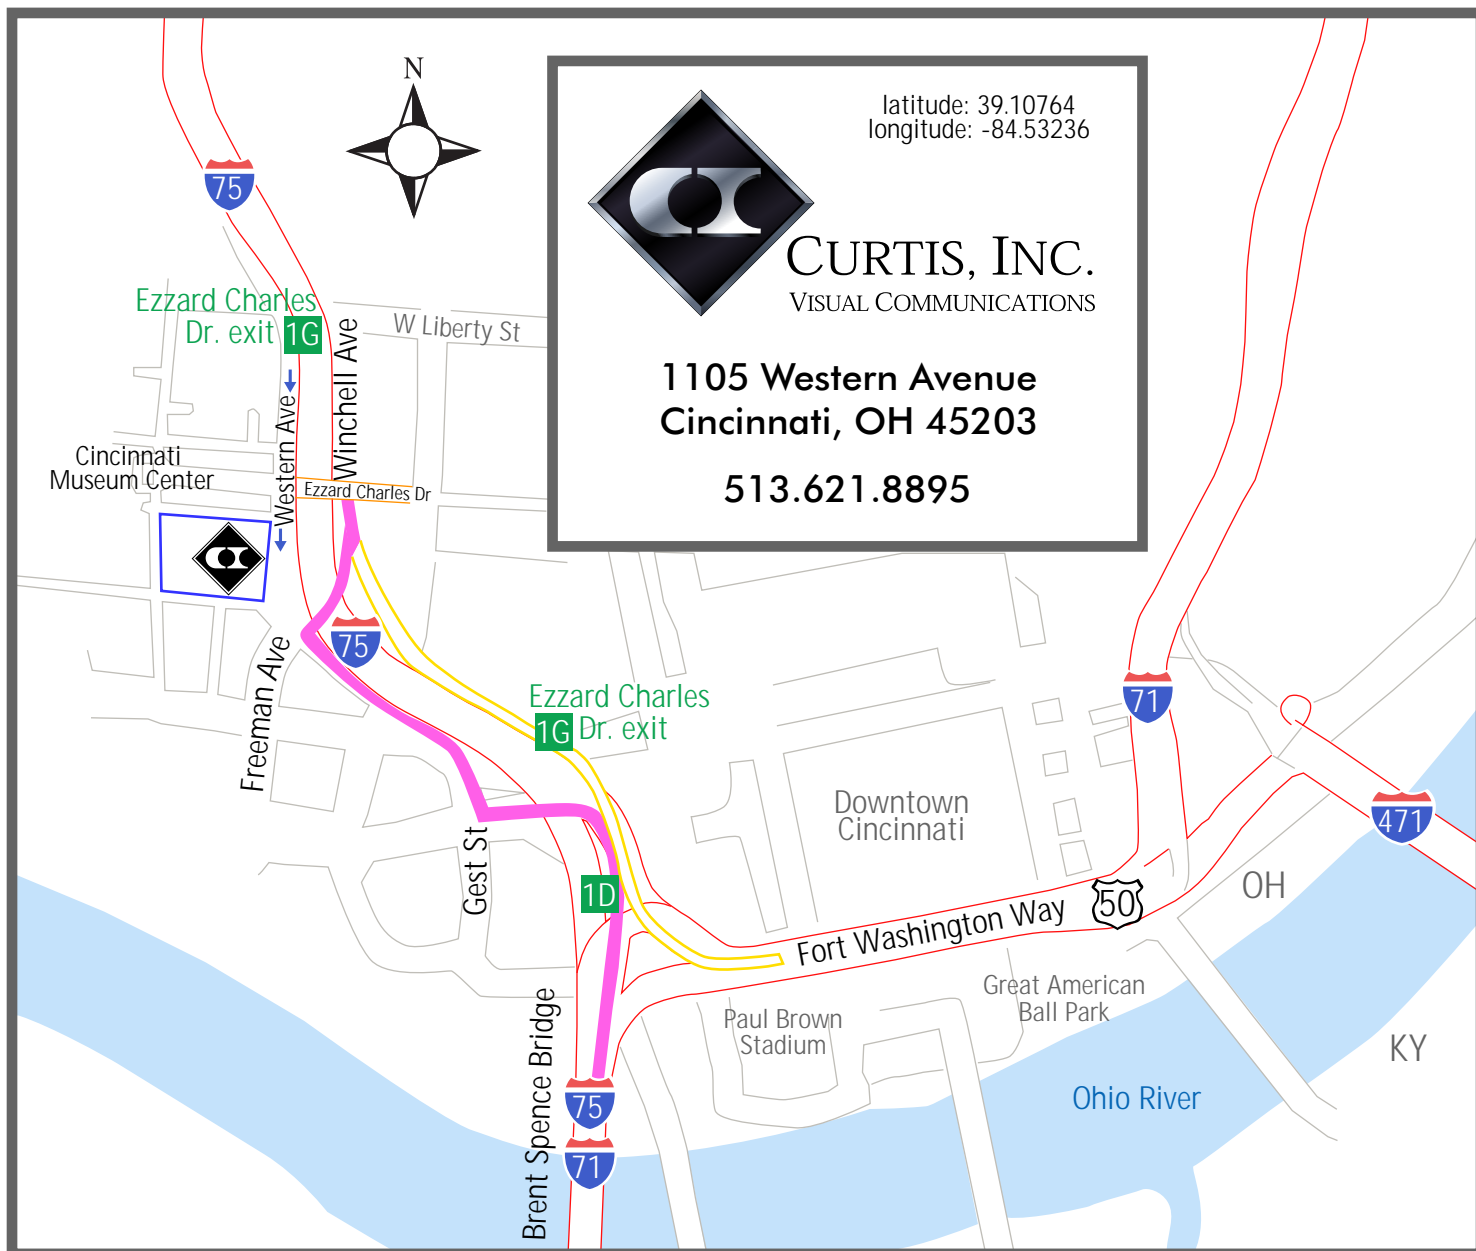 N
latitude: 39.10764
longitude: -84.53236
CURTIS, INC.
VISUAL COMMUNICATIONS
1105 Western Avenue
Cincinnati, OH 45203
513.621.8895
75
Ezzard Charles
Dr. exit 1G
W Liberty St
Winchell Ave
Western Ave
Cincinnati
Museum Center
Ezzard Charles Dr
75
Freeman Ave
Ezzard Charles
1G Dr. exit
71
Downtown
Cincinnati
471
Gest St
1D
OH
50
Fort Washington Way
Great American
Ball Park
Paul Brown
Stadium
KY
Brent Spence Bridge
Ohio River
75
71